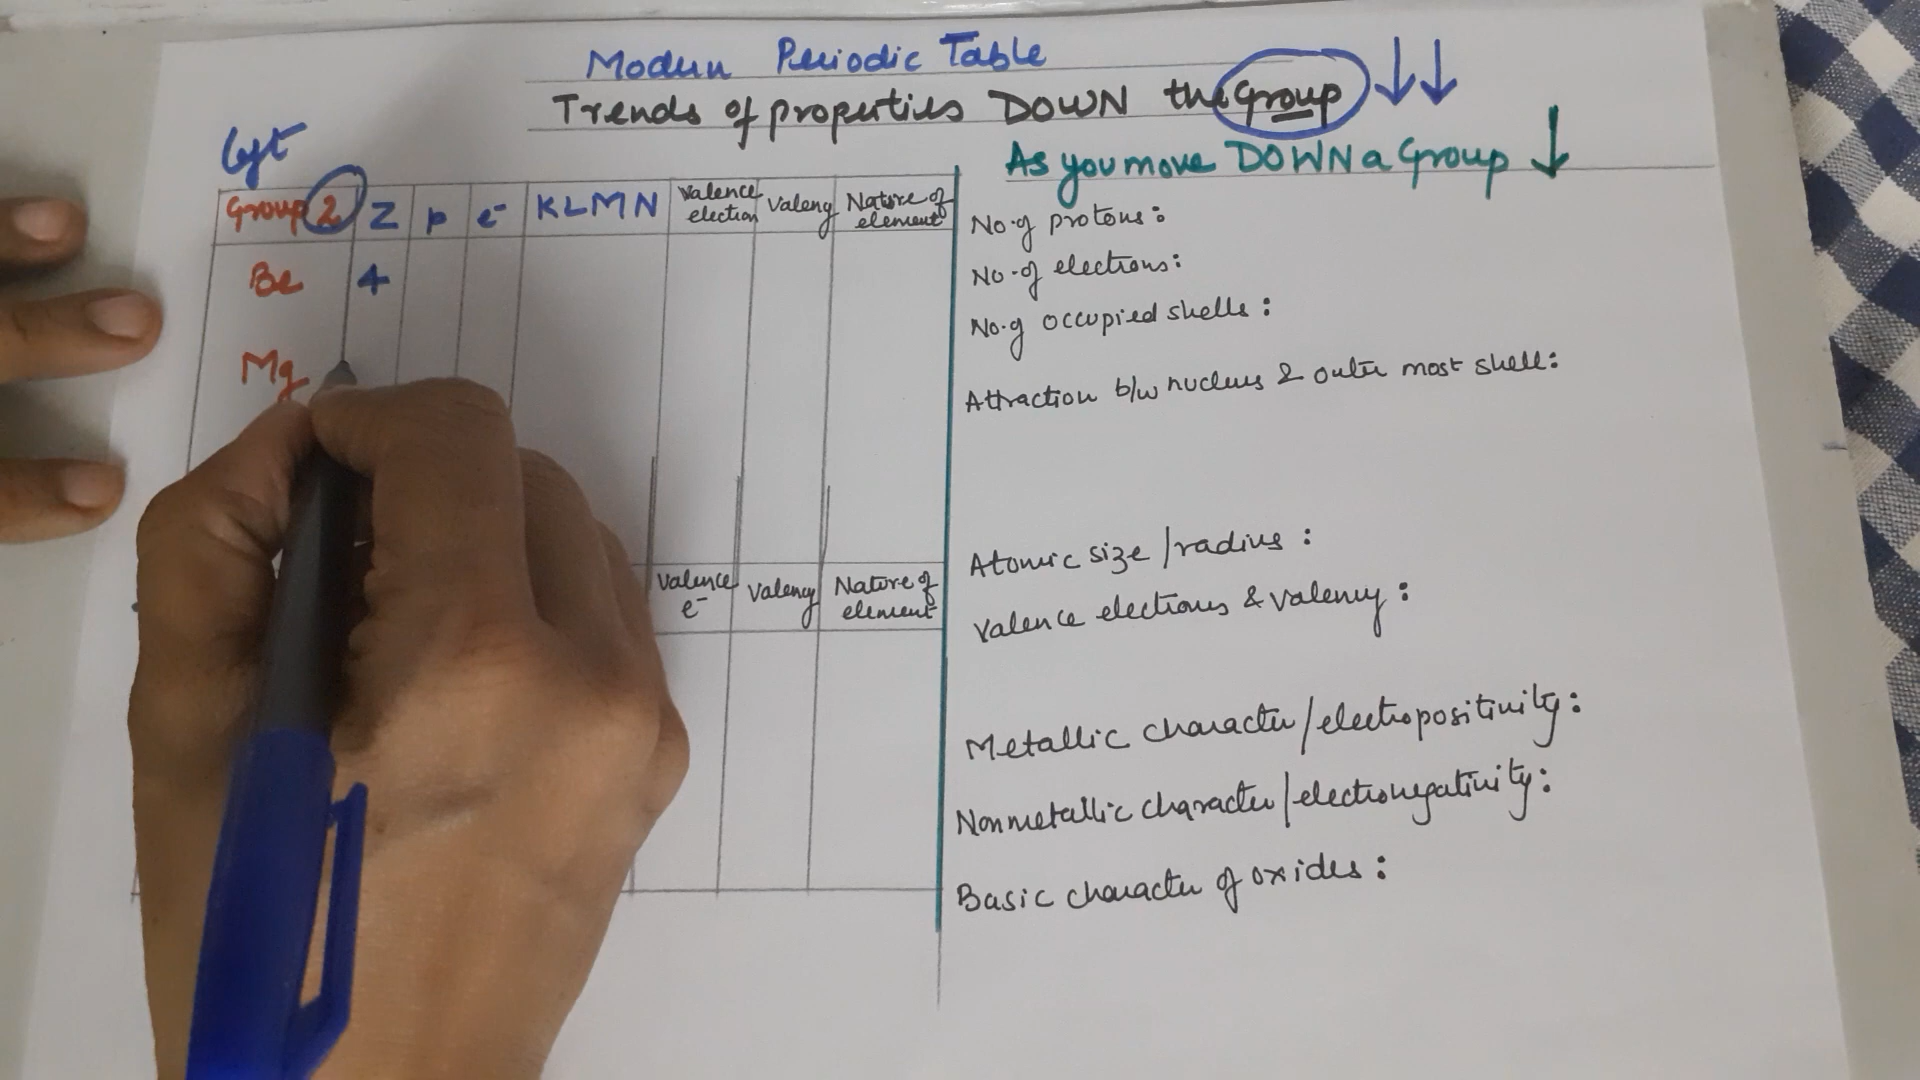 Modern Periodic Table
Trends of properties DOWN the Group ↓↓
left
As you move DOWN a Group ↓
Group 2 Z p e⁻ K L M N Valence election Valency Nature of element
Be 4
Mg
Valence e⁻ Valency Nature of element
No. of protons:
No. of electrons:
No. of occupied shells:
Attraction b/w nucleus & outer most shell:
Atomic size/radius:
Valence electrons & valency:
Metallic character/electropositivity:
Nonmetallic character/electronegativity:
Basic character of oxides: